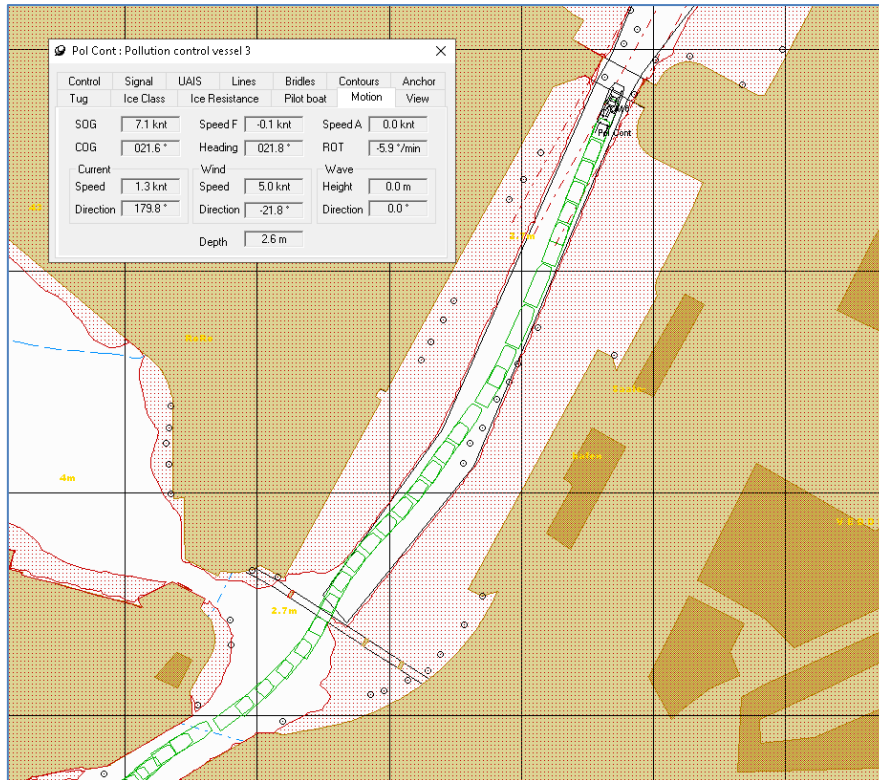 Pol Cont : Pollution control vessel 3
Control Signal UAIS Lines Bridles Contours Anchor
Tug Ice Class Ice Resistance Pilot boat Motion View
SOG 7.1 knt Speed F -0.1 knt Speed A 0.0 knt
COG 021.6 ° Heading 021.8 ° ROT -5.9 °/min
Current Wind Wave
Speed 1.3 knt Speed 5.0 knt Height 0.0 m
Direction 179.8 ° Direction -21.8 ° Direction 0.0 °
Depth 2.6 m
Pol Cont
4m
2.7m